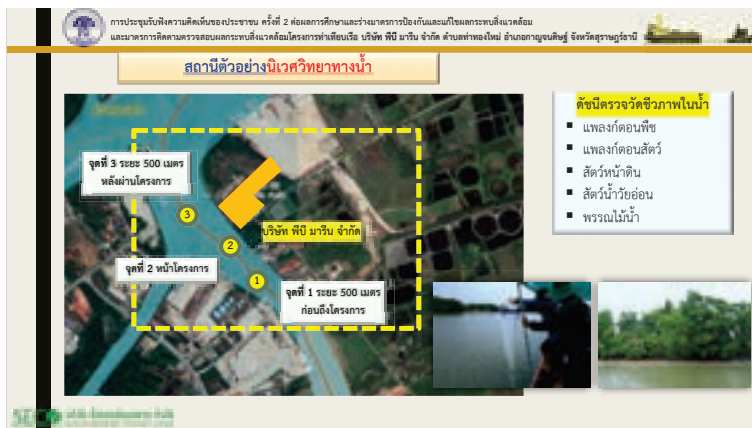 การประชุมรับฟังความคิดเห็นของประชาชน ครั้งที่ 2 ต่อผลการศึกษาและร่างมาตรการป้องกันและแก้ไขผลกระทบสิ่งแวดล้อม
และมาตรการติดตามตรวจสอบผลกระทบสิ่งแวดล้อมโครงการท่าเทียบเรือ บริษัท พีบี มารีน จำกัด ตำบลท่าทองใหม่ อำเภอกาญจนดิษฐ์ จังหวัดสุราษฎร์ธานี
สถานีตัวอย่างนิเวศวิทยาทางน้ำ
จุดที่ 3 ระยะ 500 เมตร
หลังผ่านโครงการ
3
2
บริษัท พีบี มารีน จำกัด
จุดที่ 2 หน้าโครงการ
1
จุดที่ 1 ระยะ 500 เมตร
ก่อนถึงโครงการ
ดัชนีตรวจวัดชีวภาพในน้ำ
▪ แพลงก์ตอนพืช
▪ แพลงก์ตอนสัตว์
▪ สัตว์หน้าดิน
▪ สัตว์น้ำวัยอ่อน
▪ พรรณไม้น้ำ